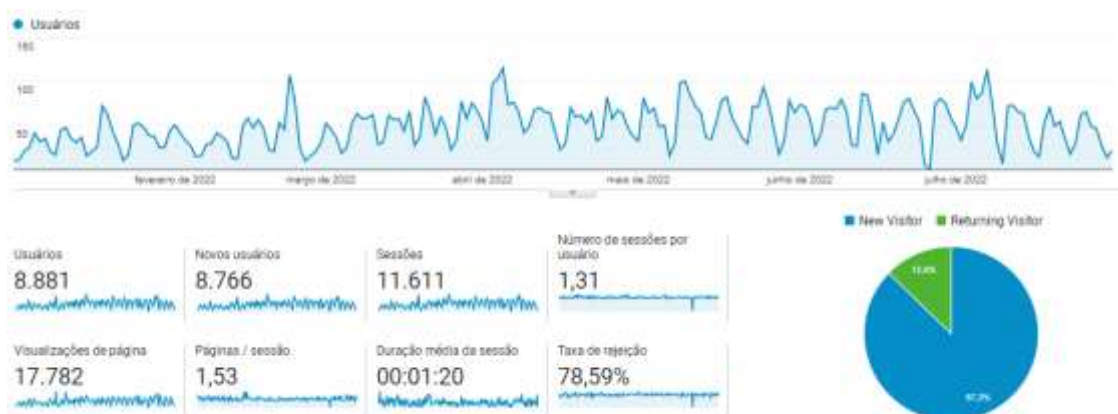 Usuários
150
100
50
fevereiro de 2022
março de 2022
abril de 2022
maio de 2022
junho de 2022
julho de 2022
New Visitor
Returning Visitor
Usuários
8.881
Novos usuários
8.766
Sessões
11.611
Número de sessões por
usuário
1,31
Visualizações de página
17.782
Páginas / sessão
1,53
Duração média da sessão
00:01:20
Taxa de rejeição
78,59%